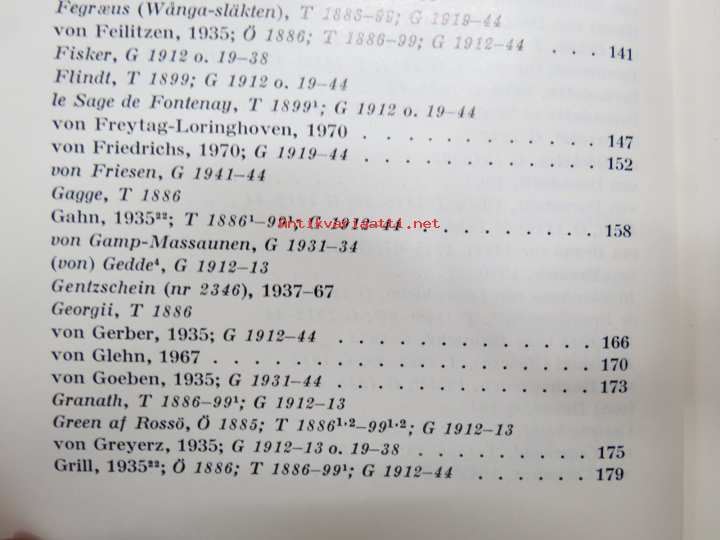 Fegræus (Wånga-släkten), T 1885–99; G 1919–44
von Feilitzen, 1935; Ö 1886; T 1886–99; G 1912–44 . . . 141
Fisker, G 1912 o. 19–38
Flindt, T 1899; G 1912 o. 19–44
le Sage de Fontenay, T 1899¹; G 1912 o. 19–44
von Freytag-Loringhoven, 1970 . . . . . . . . . . . . 147
von Friedrichs, 1970; G 1919–44 . . . . . . . . . . . . 152
von Friesen, G 1941–44
Gagge, T 1886
Gahn, 1935²²; T 1886¹–99¹; G 1912–44 . . . . . . . . . 158
antikvariaatti.net
von Gamp-Massaunen, G 1931–34
(von) Gedde⁴, G 1912–13
Gentzschein (nr 2346), 1937–67
Georgii, T 1886
von Gerber, 1935; G 1912–44 . . . . . . . . . . . . . 166
von Glehn, 1967 . . . . . . . . . . . . . . . . . . 170
von Goeben, 1935; G 1931–44 . . . . . . . . . . . . . 173
Granath, T 1886–99¹; G 1912–13
Green af Rossö, Ö 1885; T 1886¹·²–99¹·²; G 1912–13
von Greyerz, 1935; G 1912–13 o. 19–38 . . . . . . . . . 175
Grill, 1935²²; Ö 1886; T 1886–99¹; G 1912–44 . . . . . . 179